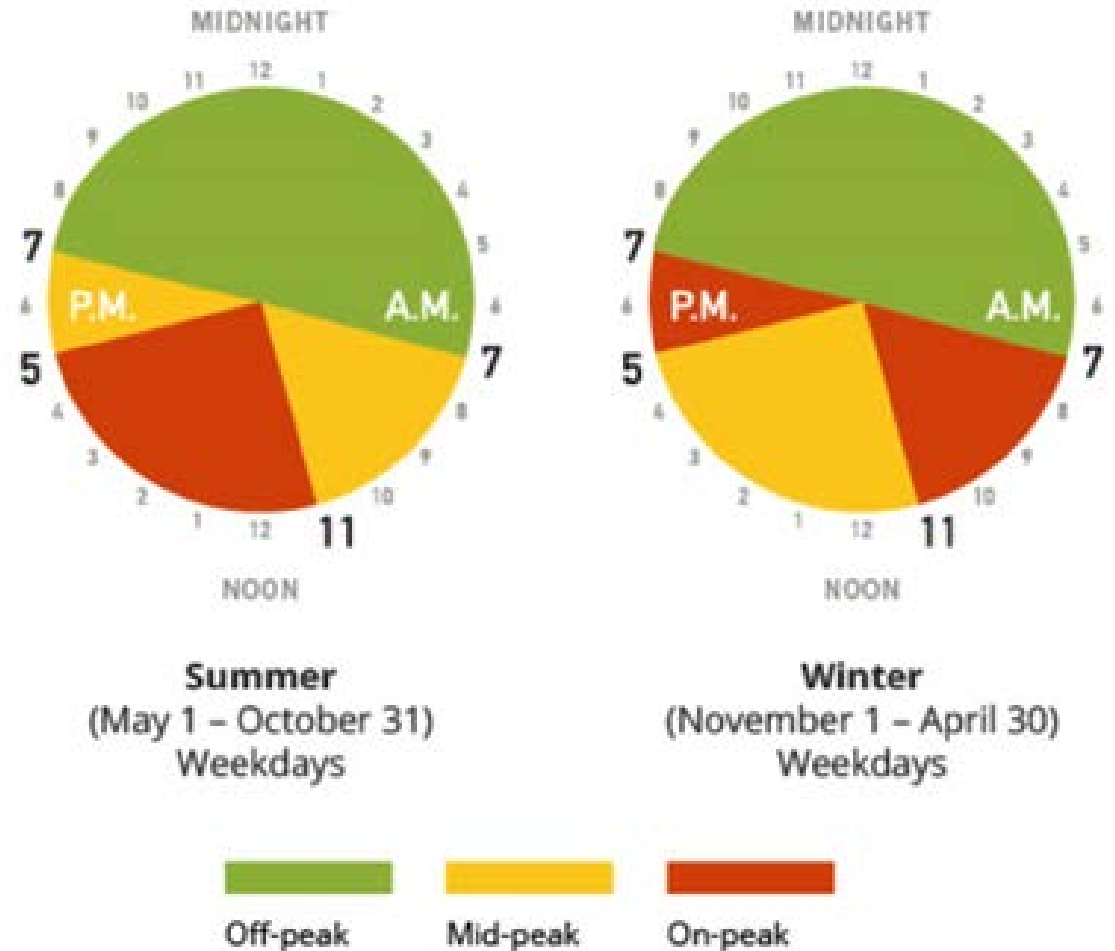 MIDNIGHT
12
1
2
3
4
5
6
7
8
9
10
11
12
1
2
3
4
5
6
7
8
9
10
11
P.M.
A.M.
NOON
Summer
(May 1 – October 31)
Weekdays
MIDNIGHT
12
1
2
3
4
5
6
7
8
9
10
11
12
1
2
3
4
5
6
7
8
9
10
11
P.M.
A.M.
NOON
Winter
(November 1 – April 30)
Weekdays
Off-peak
Mid-peak
On-peak